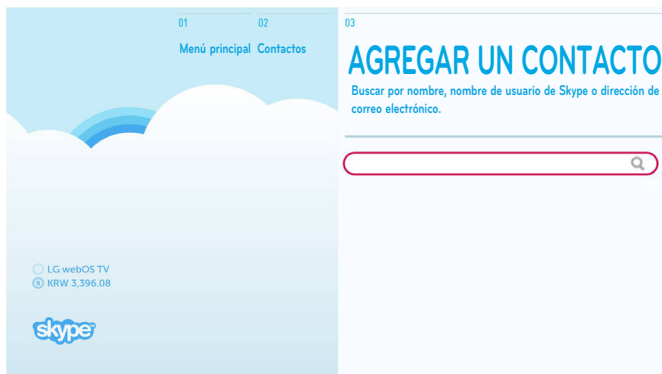 01
02
03
Menú principal
Contactos
AGREGAR UN CONTACTO
Buscar por nombre, nombre de usuario de Skype o dirección de
correo electrónico.
LG webOS TV
KRW 3,396.08
skype